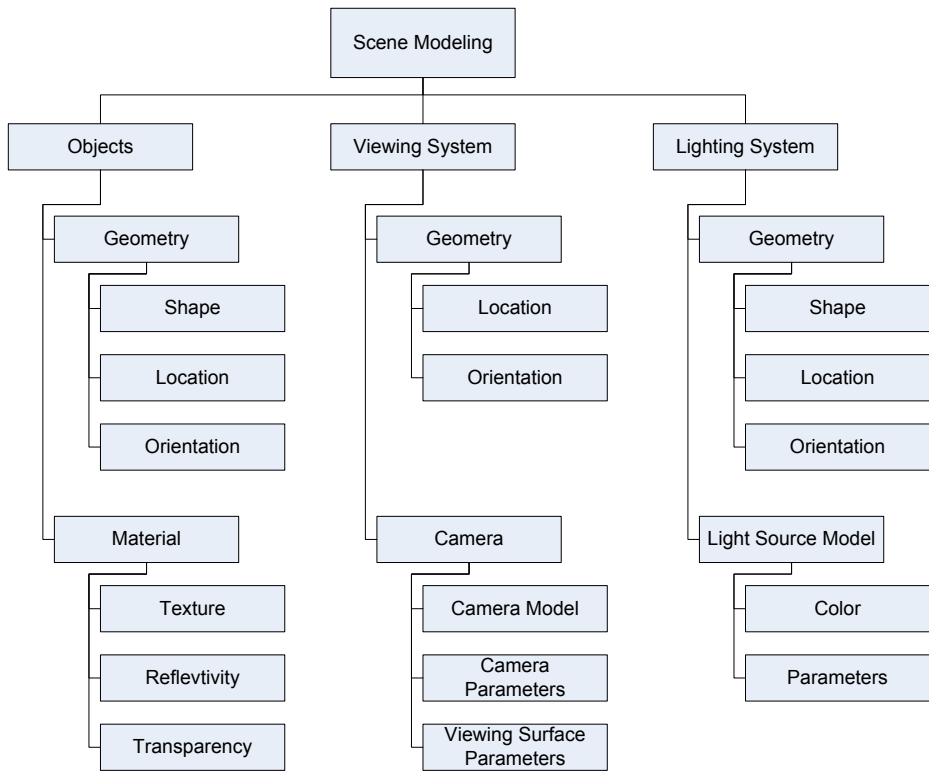 Scene Modeling
Objects
Viewing System
Lighting System
Geometry
Geometry
Geometry
Shape
Location
Shape
Location
Orientation
Location
Orientation
Orientation
Material
Camera
Light Source Model
Texture
Camera Model
Color
Reflevtivity
Camera
Parameters
Parameters
Transparency
Viewing Surface
Parameters